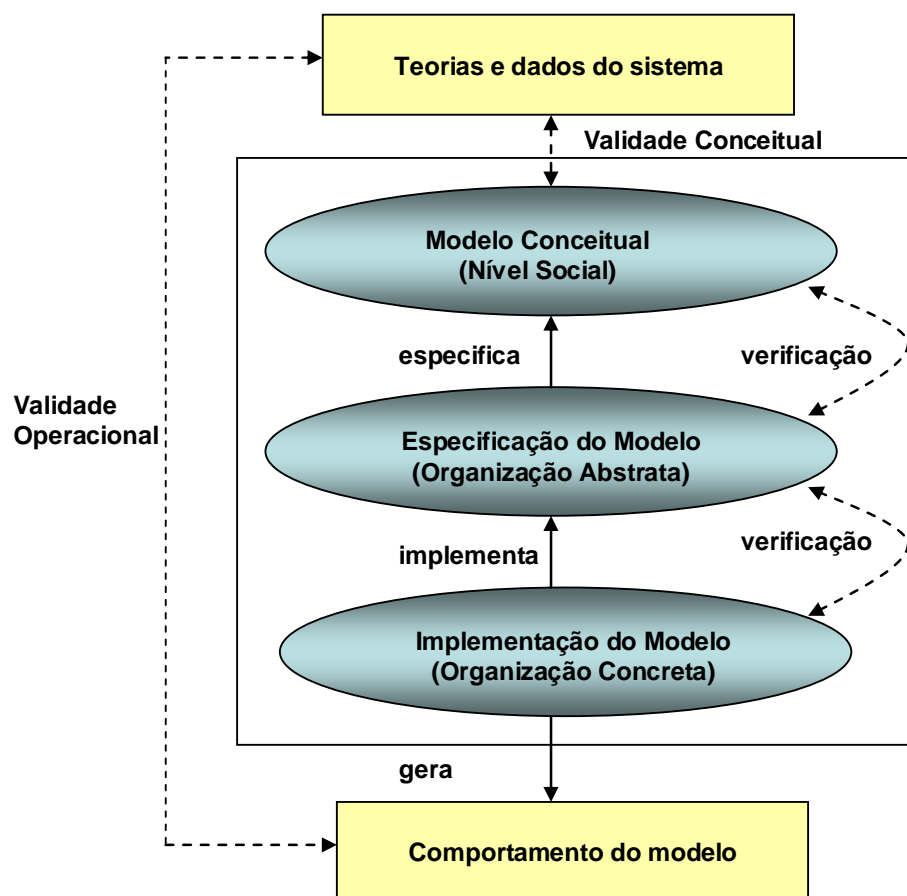 Teorias e dados do sistema
Validade Conceitual
Modelo Conceitual
(Nível Social)
especifica
verificação
Validade
Operacional
Especificação do Modelo
(Organização Abstrata)
implementa
verificação
Implementação do Modelo
(Organização Concreta)
gera
Comportamento do modelo